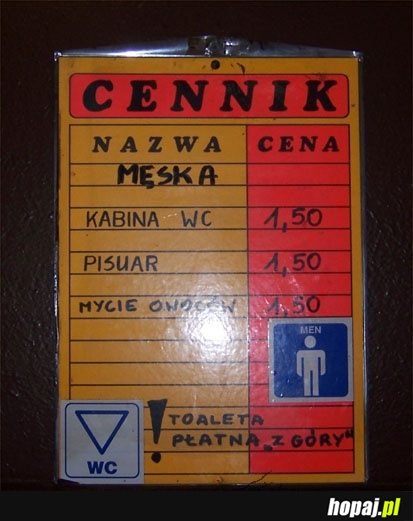 CENNIK
NAZWA CENA
MĘSKA
KABINA WC 1,50
PISUAR 1,50
MYCIE OWOCÓW 1,50
MEN
! TOALETA
PŁATNA „Z GÓRY”
WC
hopaj.pl